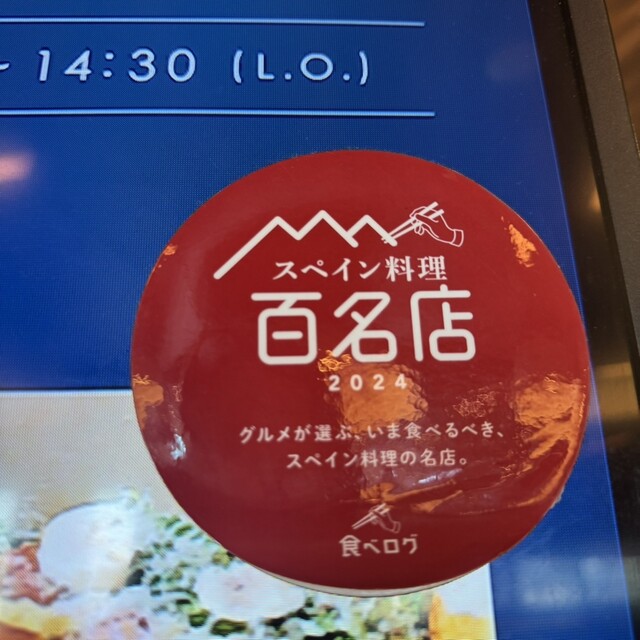 14:30 (L.O.)
スペイン料理
百名店
2024
グルメが選ぶ、いま食べるべき、
スペイン料理の名店。
食べログ